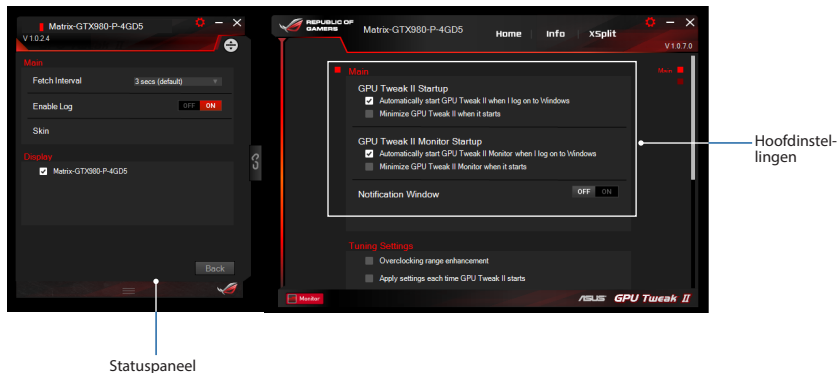 Matrix-GTX980-P-4GD5
V 1.0.2.4
Main
Fetch Interval
3 secs (default)
Enable Log
OFF ON
Skin
Display
Matrix-GTX980-P-4GD5
Back
Statuspaneel
REPUBLIC OF
GAMERS
Matrix-GTX980-P-4GD5
Home
Info
XSplit
V 1.0.7.0
Main
Main
GPU Tweak II Startup
Automatically start GPU Tweak II when I log on to Windows
Minimize GPU Tweak II when it starts
GPU Tweak II Monitor Startup
Automatically start GPU Tweak II Monitor when I log on to Windows
Minimize GPU Tweak II Monitor when it starts
Notification Window
OFF ON
Tuning Settings
Overclocking range enhancement
Apply settings each time GPU Tweak II starts
Monitor
ASUS GPU Tweak II
Hoofdinstel-
lingen